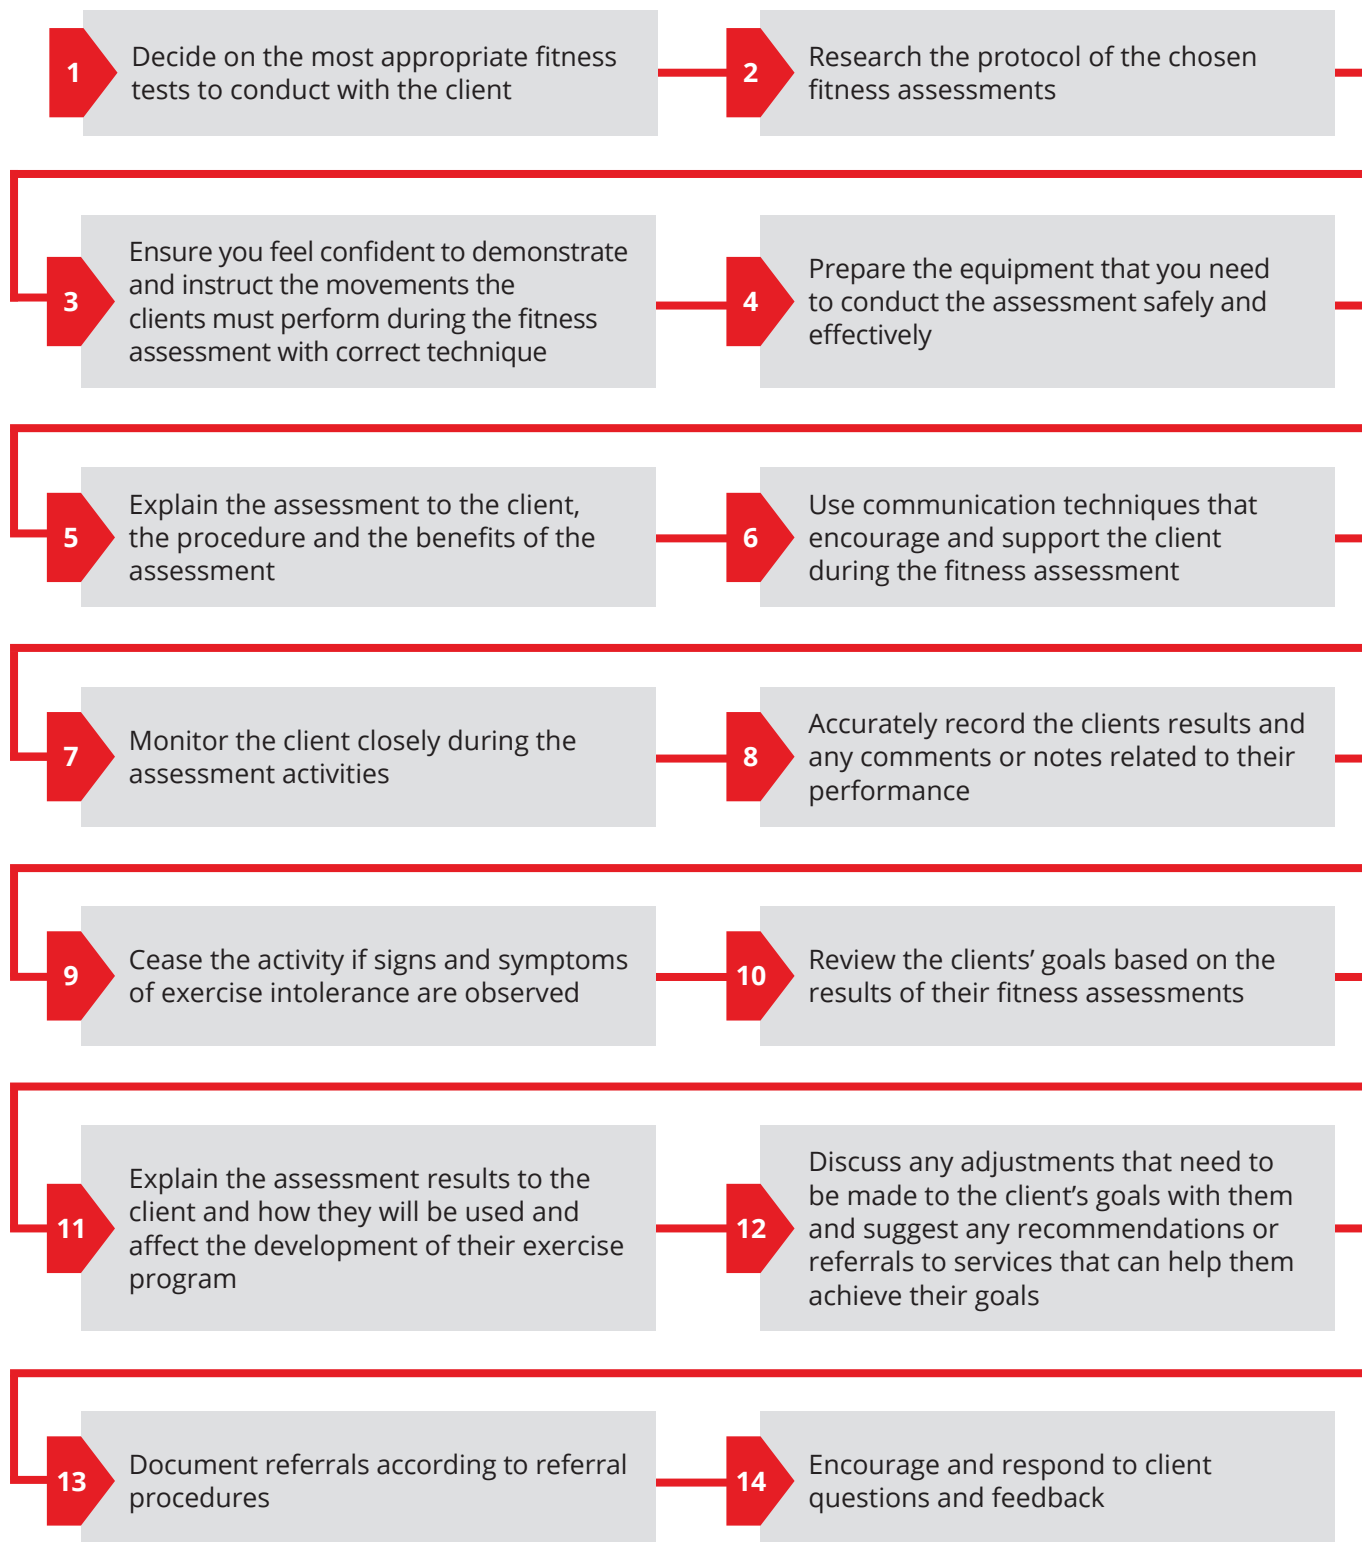 1
Decide on the most appropriate fitness
tests to conduct with the client
2
Research the protocol of the chosen
fitness assessments
3
Ensure you feel confident to demonstrate
and instruct the movements the
clients must perform during the fitness
assessment with correct technique
4
Prepare the equipment that you need
to conduct the assessment safely and
effectively
5
Explain the assessment to the client,
the procedure and the benefits of the
assessment
6
Use communication techniques that
encourage and support the client
during the fitness assessment
7
Monitor the client closely during the
assessment activities
8
Accurately record the clients results and
any comments or notes related to their
performance
9
Cease the activity if signs and symptoms
of exercise intolerance are observed
10
Review the clients’ goals based on the
results of their fitness assessments
11
Explain the assessment results to the
client and how they will be used and
affect the development of their exercise
program
12
Discuss any adjustments that need to
be made to the client’s goals with them
and suggest any recommendations or
referrals to services that can help them
achieve their goals
13
Document referrals according to referral
procedures
14
Encourage and respond to client
questions and feedback